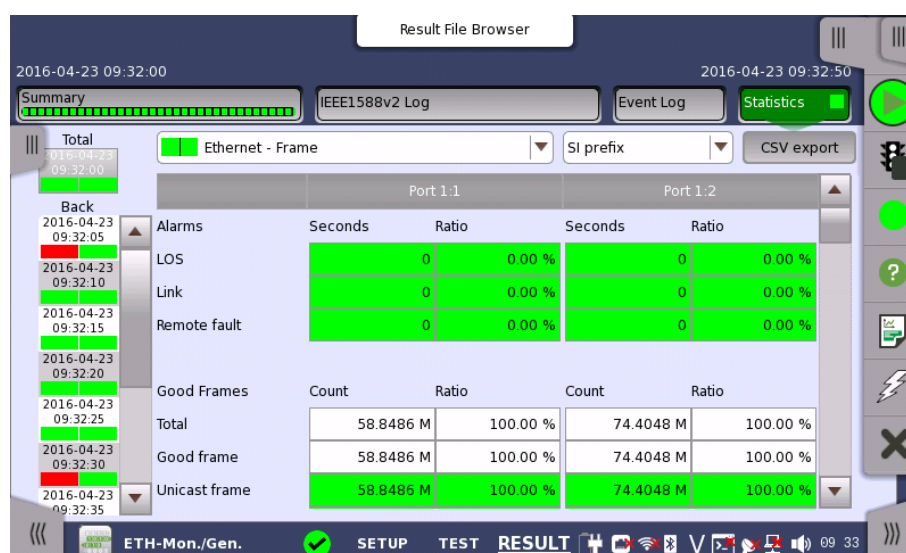 Result File Browser
2016-04-23 09:32:00 2016-04-23 09:32:50
Summary IEEE1588v2 Log Event Log Statistics
Total Ethernet - Frame SI prefix CSV export
016-04-23
09:32:00
Port 1:1 Port 1:2
Back
2016-04-23
09:32:05
Alarms Seconds Ratio Seconds Ratio
LOS 0 0.00 % 0 0.00 %
2016-04-23
09:32:10
Link 0 0.00 % 0 0.00 %
2016-04-23
09:32:15
Remote fault 0 0.00 % 0 0.00 %
2016-04-23
09:32:20
Good Frames Count Ratio Count Ratio
2016-04-23
09:32:25
Total 58.8486 M 100.00 % 74.4048 M 100.00 %
2016-04-23
09:32:30
Good frame 58.8486 M 100.00 % 74.4048 M 100.00 %
Unicast frame 58.8486 M 100.00 % 74.4048 M 100.00 %
2016-04-23
09:32:35
ETH-Mon./Gen. SETUP TEST RESULT 09 33